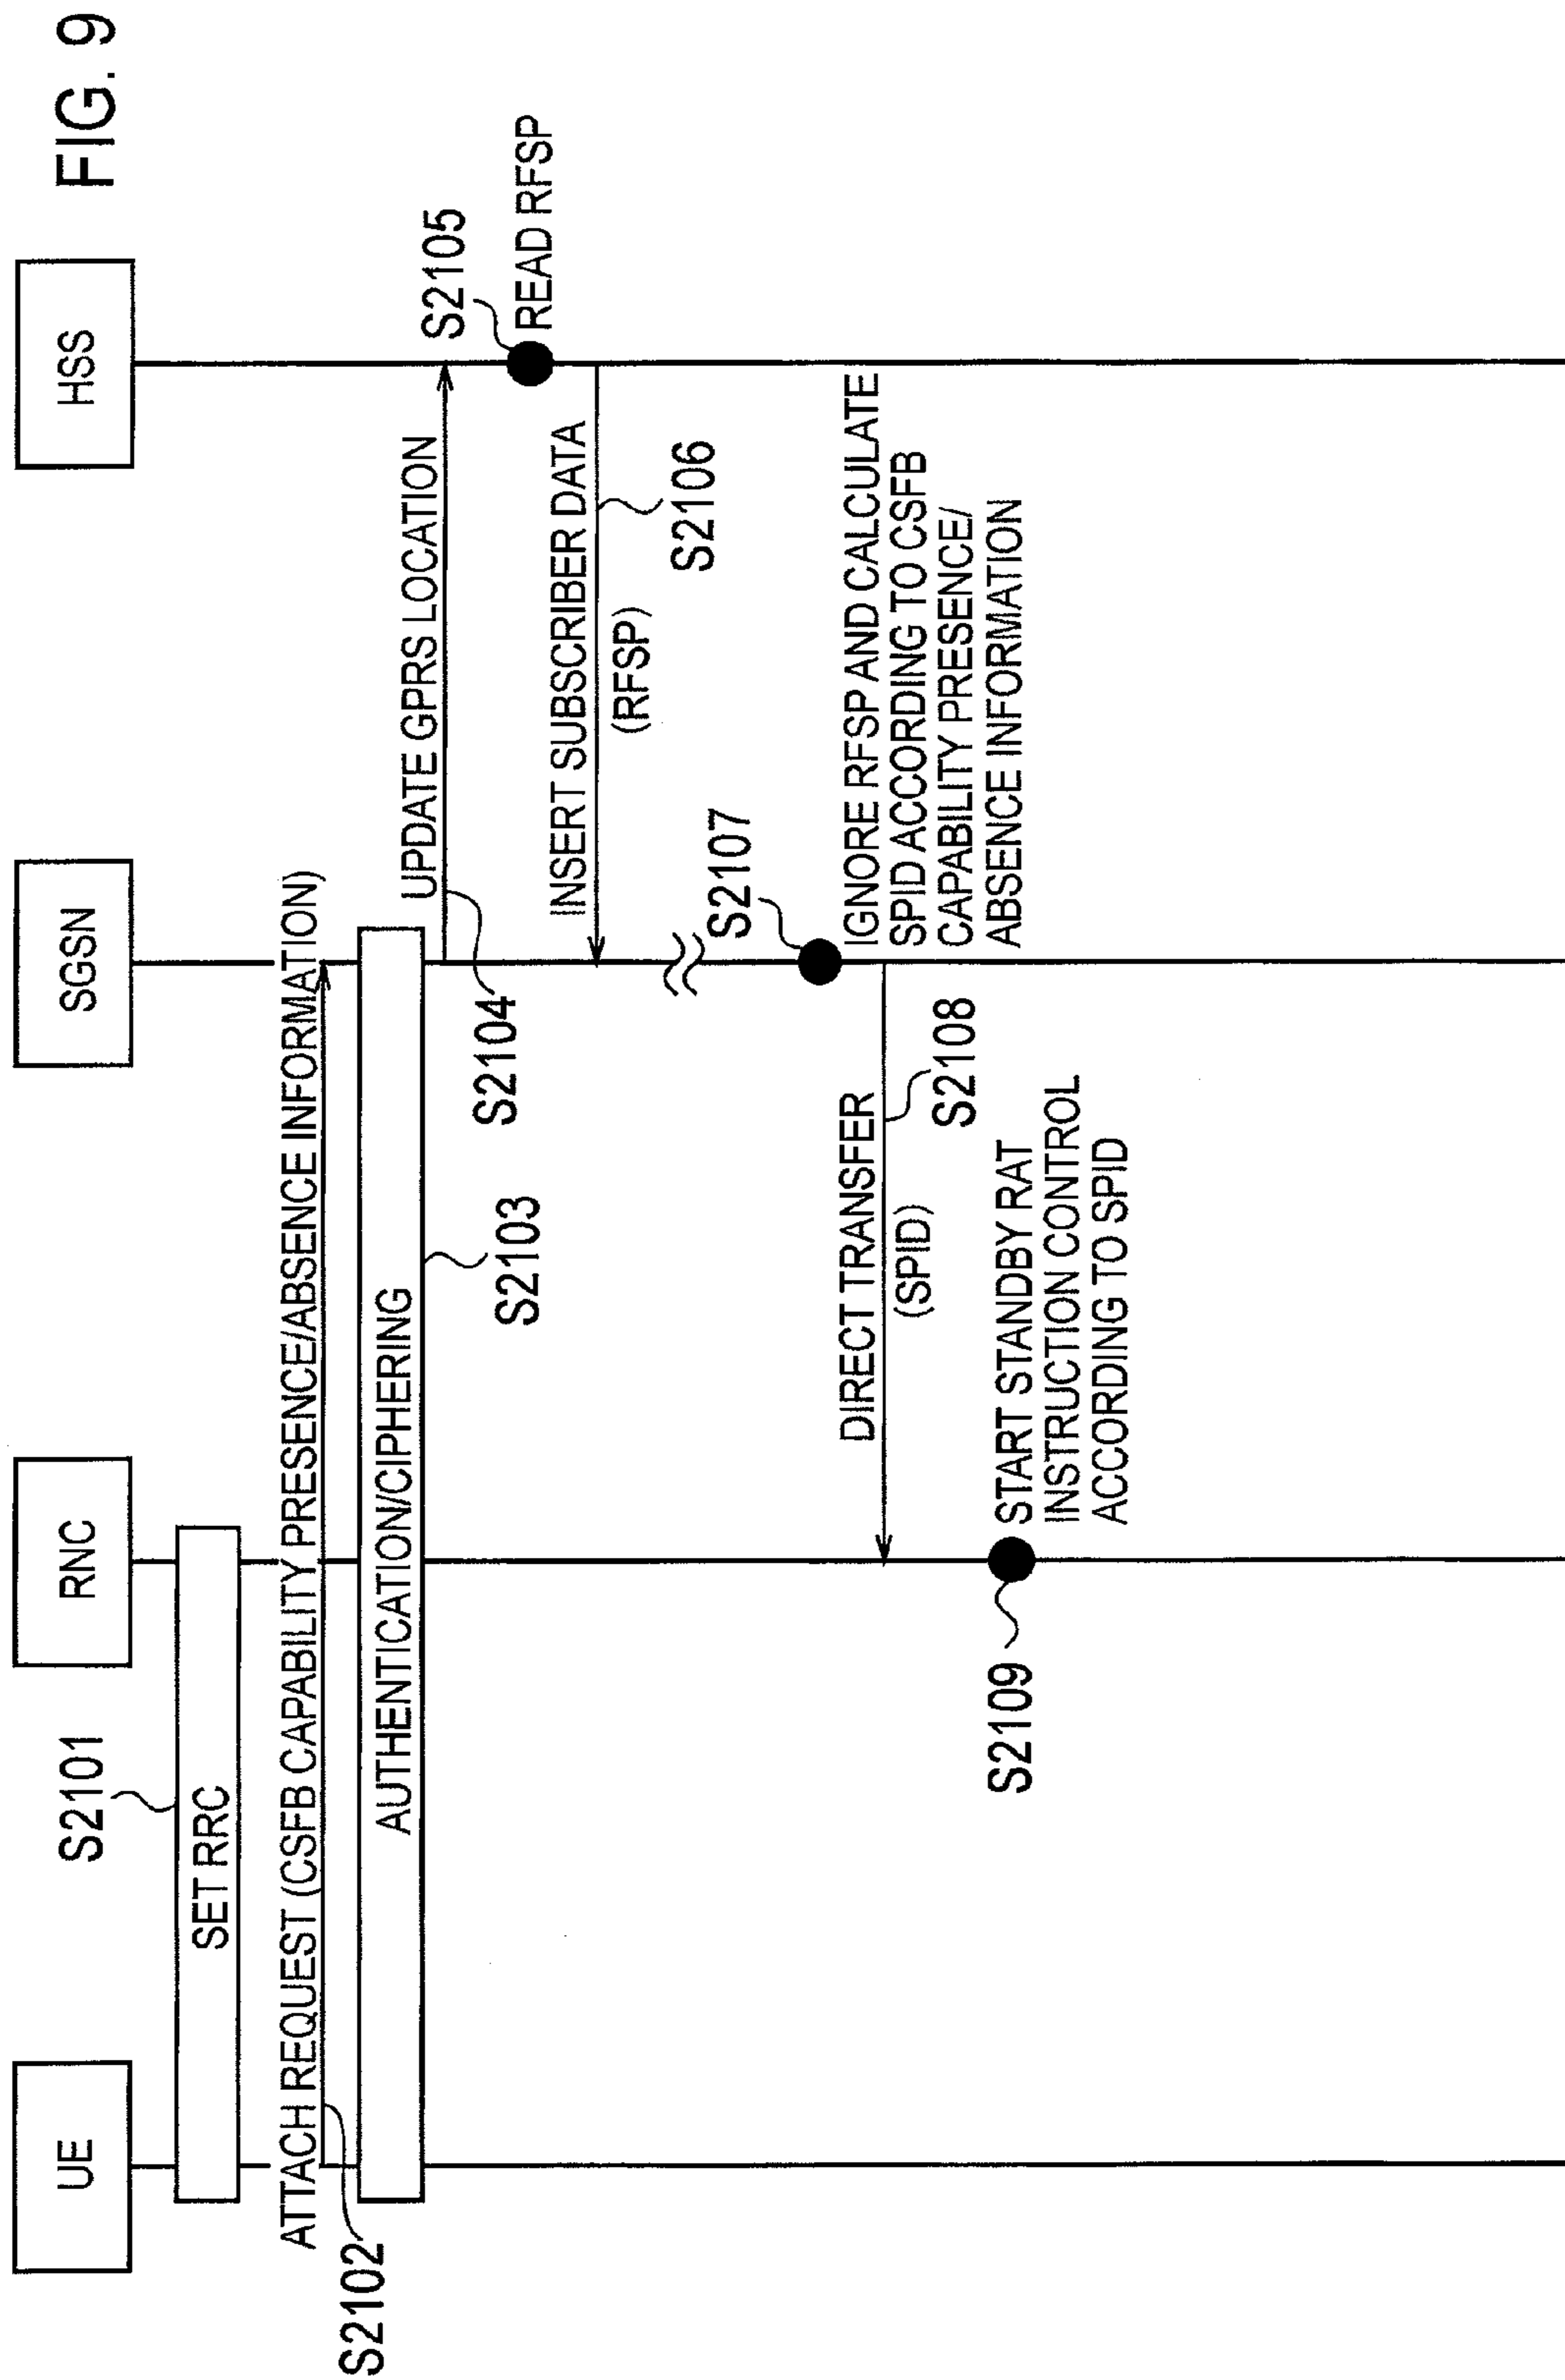 FIG. 9
UE
RNC
SGSN
HSS
S2101
SET RRC
ATTACH REQUEST (CSFB CAPABILITY PRESENCE/ABSENCE INFORMATION)
S2102
AUTHENTICATION/CIPHERING
S2103
UPDATE GPRS LOCATION
S2104
S2105
READ RFSP
INSERT SUBSCRIBER DATA
(RFSP)
S2106
S2107
IGNORE RFSP AND CALCULATE
SPID ACCORDING TO CSFB
CAPABILITY PRESENCE/
ABSENCE INFORMATION
DIRECT TRANSFER
(SPID)
S2108
S2109
START STANDBY RAT
INSTRUCTION CONTROL
ACCORDING TO SPID